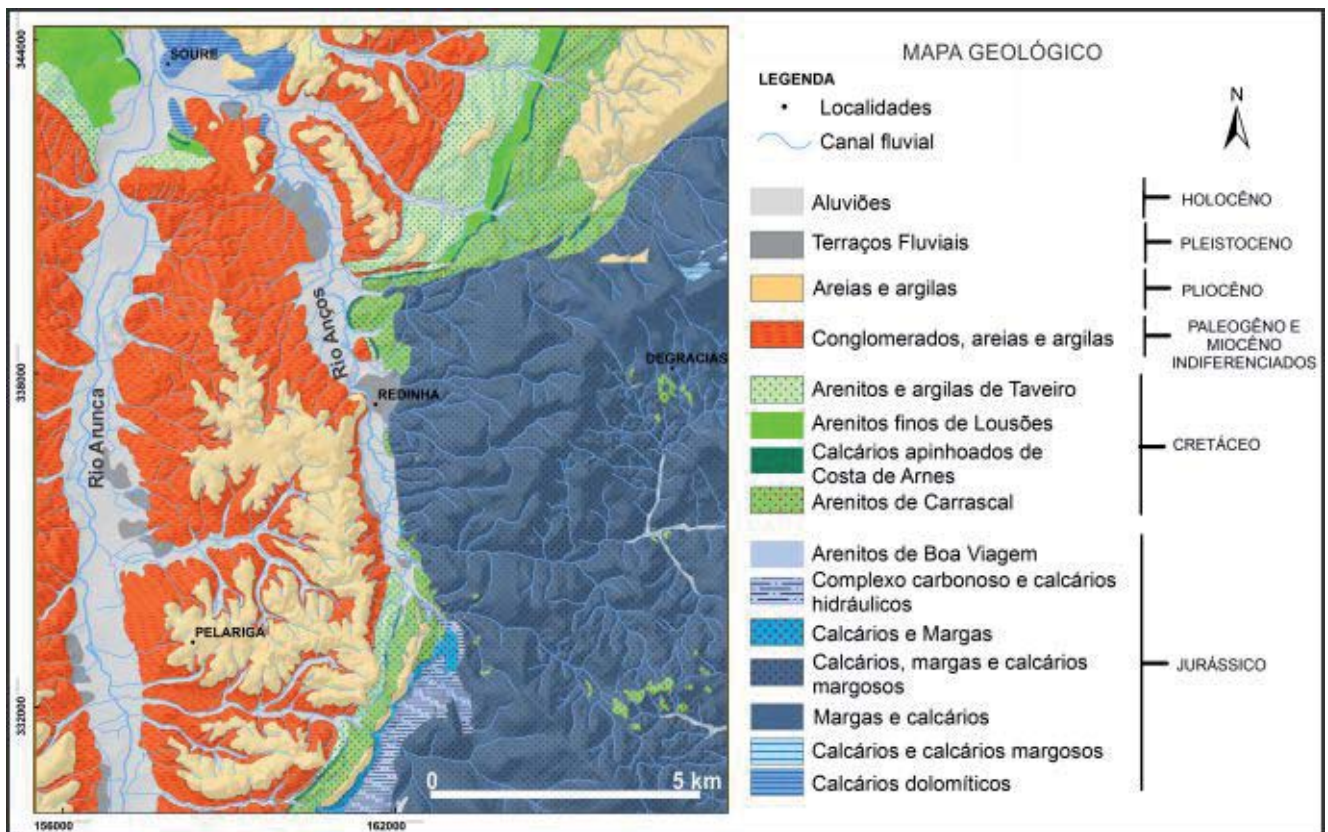 344000
338000
332000
156000
162000
SOURE
DEGRACIAS
REDINHA
PELARIGA
Rio Arunca
Rio Anços
0 5 km
MAPA GEOLÓGICO
LEGENDA
Localidades
Canal fluvial
N
Aluviões
HOLOCÊNO
Terraços Fluviais
PLEISTOCENO
Areias e argilas
PLIOCÊNO
Conglomerados, areias e argilas
PALEOGÊNO E
MIOCÊNO
INDIFERENCIADOS
Arenitos e argilas de Taveiro
Arenitos finos de Lousões
Calcários apinhoados de
Costa de Arnes
Arenitos de Carrascal
CRETÁCEO
Arenitos de Boa Viagem
Complexo carbonoso e calcários
hidráulicos
Calcários e Margas
Calcários, margas e calcários
margosos
Margas e calcários
Calcários e calcários margosos
Calcários dolomíticos
JURÁSSICO